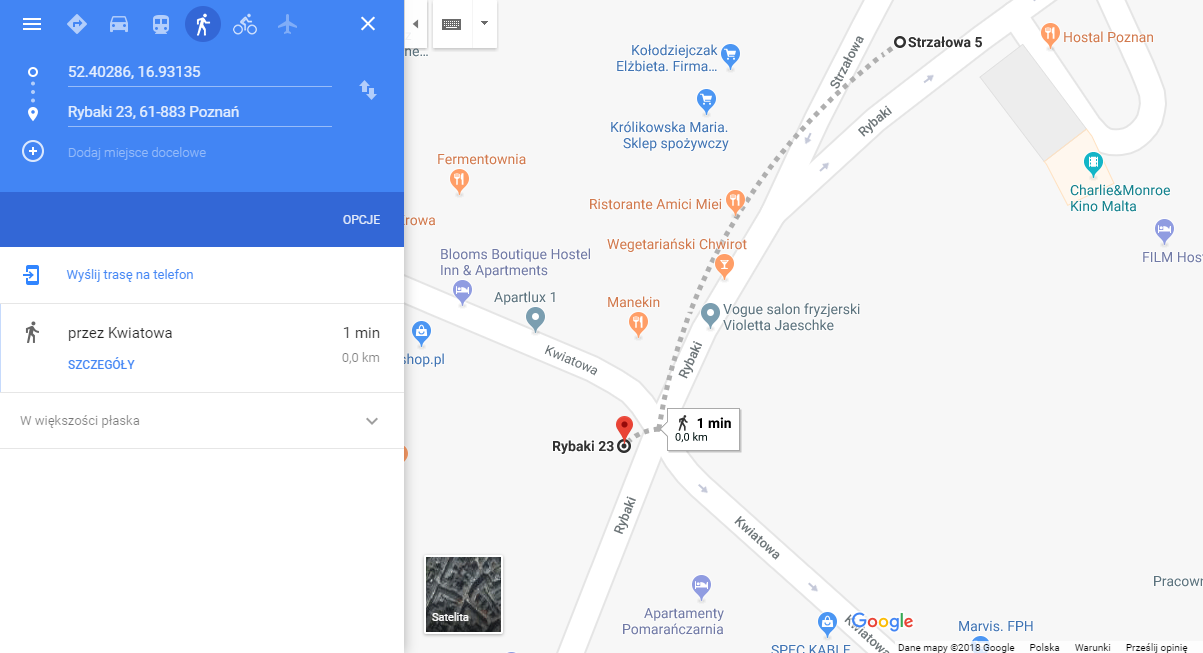 52.40286, 16.93135
Rybaki 23, 61-883 Poznań
Dodaj miejsce docelowe
OPCJE
Wyślij trasę na telefon
przez Kwiatowa
1 min
SZCZEGÓŁY
0,0 km
W większości płaska
Strzałowa 5
Hostal Poznan
Kołodziejczak
Elżbieta. Firma...
Strzałowa
Rybaki
Królikowska Maria.
Sklep spożywczy
Fermentownia
Charlie&Monroe
Kino Malta
Ristorante Amici Miei
Wegetariański Chwirot
FILM Hos
Blooms Boutique Hostel
Inn & Apartments
Apartlux 1
Manekin
Vogue salon fryzjerski
Violetta Jaeschke
shop.pl
Kwiatowa
Rybaki
1 min
0,0 km
Rybaki 23
Rybaki
Kwiatowa
Satelita
Apartamenty
Pomarańczarnia
Pracown
SPEC KABLE
Kwiatowa
Google
Marvis. FPH
Dane mapy ©2018 Google
Polska
Warunki
Prześlij opinię